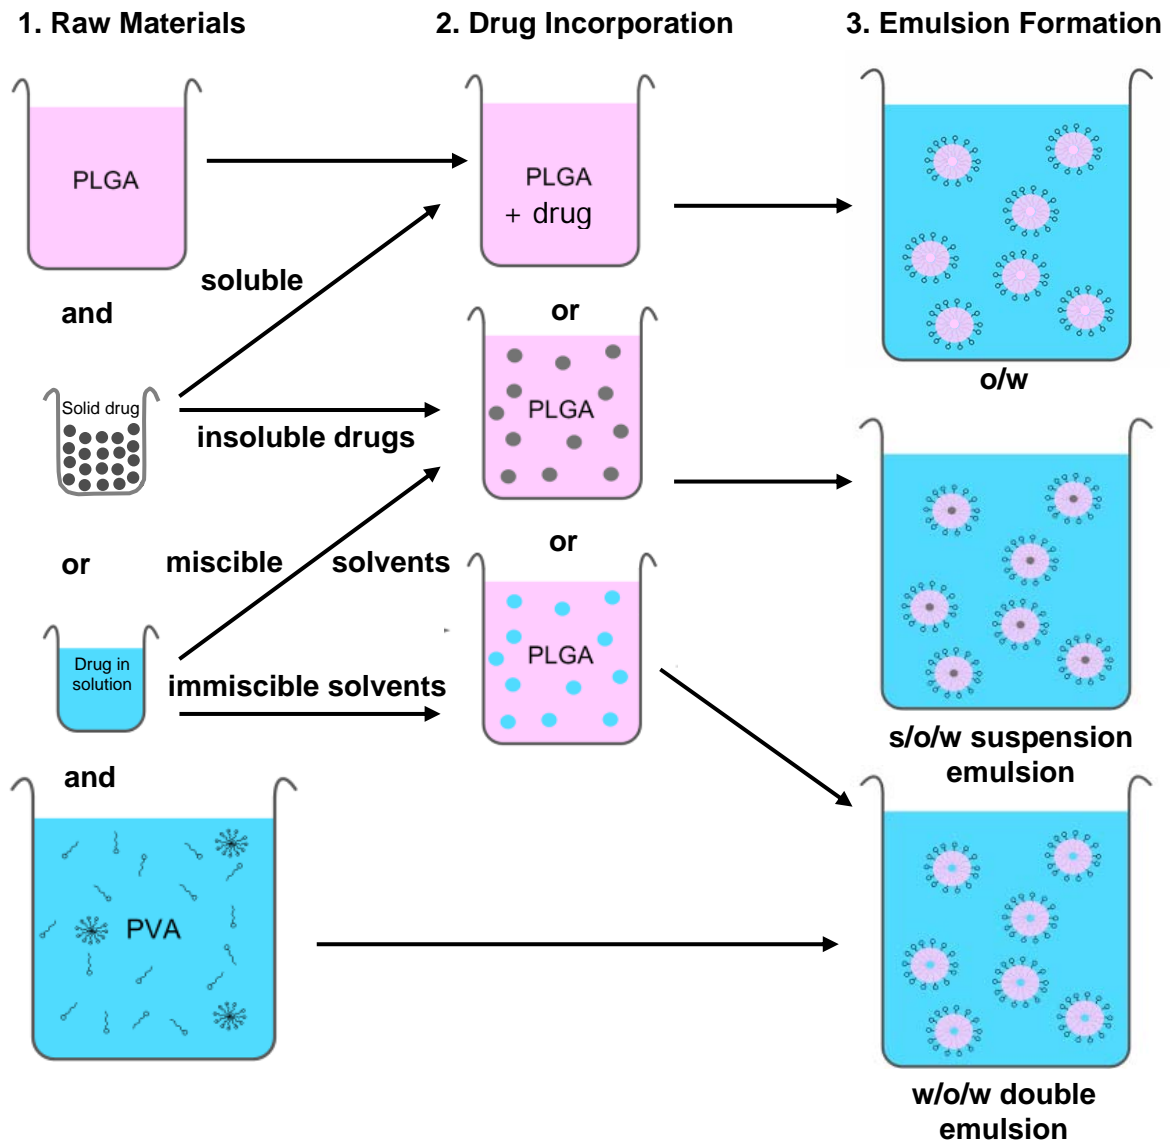 1. Raw Materials
2. Drug Incorporation
3. Emulsion Formation
PLGA
PLGA
+ drug
soluble
and
or
o/w
Solid drug
insoluble drugs
PLGA
or
miscible solvents
or
Drug in
solution
immiscible solvents
PLGA
s/o/w suspension
emulsion
and
PVA
w/o/w double
emulsion